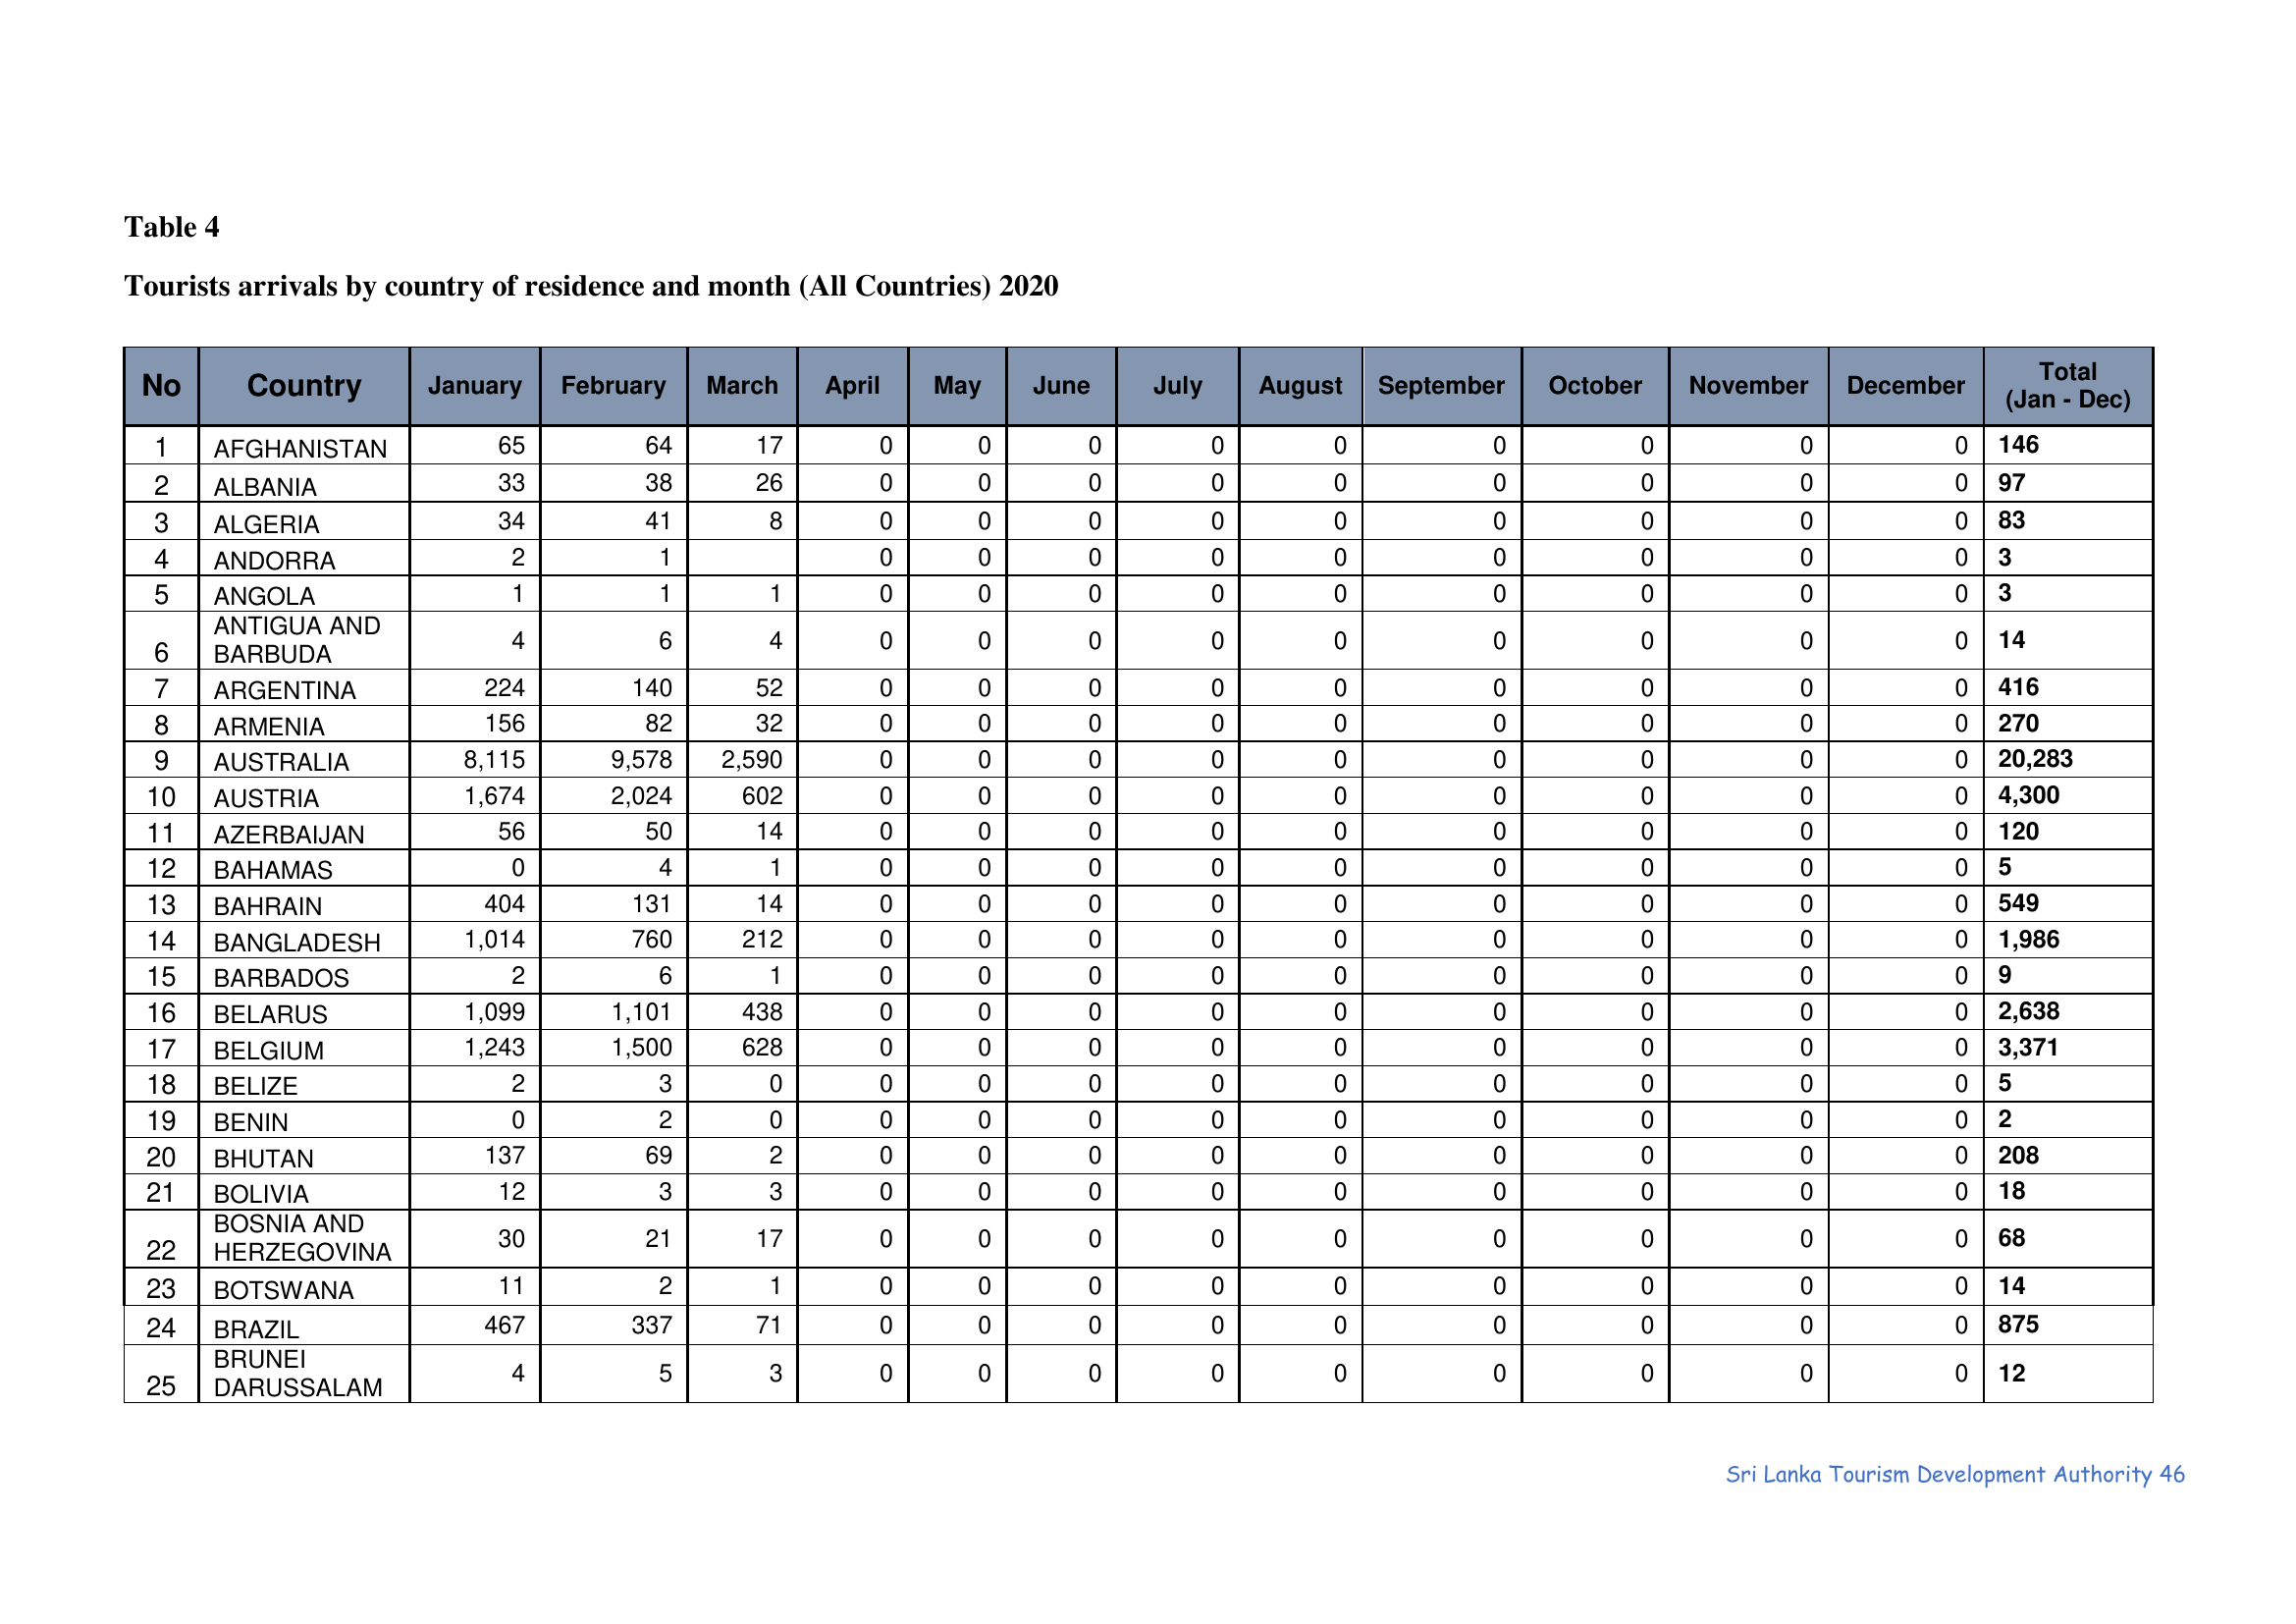 Table 4
Tourists arrivals by country of residence and month (All Countries) 2020
No Country January February March April May June July August September October November December Total (Jan - Dec)
1 AFGHANISTAN 65 64 17 0 0 0 0 0 0 0 0 0 146
2 ALBANIA 33 38 26 0 0 0 0 0 0 0 0 0 97
3 ALGERIA 34 41 8 0 0 0 0 0 0 0 0 0 83
4 ANDORRA 2 1 0 0 0 0 0 0 0 0 0 3
5 ANGOLA 1 1 1 0 0 0 0 0 0 0 0 0 3
6 ANTIGUA AND BARBUDA 4 6 4 0 0 0 0 0 0 0 0 0 14
7 ARGENTINA 224 140 52 0 0 0 0 0 0 0 0 0 416
8 ARMENIA 156 82 32 0 0 0 0 0 0 0 0 0 270
9 AUSTRALIA 8,115 9,578 2,590 0 0 0 0 0 0 0 0 0 20,283
10 AUSTRIA 1,674 2,024 602 0 0 0 0 0 0 0 0 0 4,300
11 AZERBAIJAN 56 50 14 0 0 0 0 0 0 0 0 0 120
12 BAHAMAS 0 4 1 0 0 0 0 0 0 0 0 0 5
13 BAHRAIN 404 131 14 0 0 0 0 0 0 0 0 0 549
14 BANGLADESH 1,014 760 212 0 0 0 0 0 0 0 0 0 1,986
15 BARBADOS 2 6 1 0 0 0 0 0 0 0 0 0 9
16 BELARUS 1,099 1,101 438 0 0 0 0 0 0 0 0 0 2,638
17 BELGIUM 1,243 1,500 628 0 0 0 0 0 0 0 0 0 3,371
18 BELIZE 2 3 0 0 0 0 0 0 0 0 0 0 5
19 BENIN 0 2 0 0 0 0 0 0 0 0 0 0 2
20 BHUTAN 137 69 2 0 0 0 0 0 0 0 0 0 208
21 BOLIVIA 12 3 3 0 0 0 0 0 0 0 0 0 18
22 BOSNIA AND HERZEGOVINA 30 21 17 0 0 0 0 0 0 0 0 0 68
23 BOTSWANA 11 2 1 0 0 0 0 0 0 0 0 0 14
24 BRAZIL 467 337 71 0 0 0 0 0 0 0 0 0 875
25 BRUNEI DARUSSALAM 4 5 3 0 0 0 0 0 0 0 0 0 12
Sri Lanka Tourism Development Authority 46